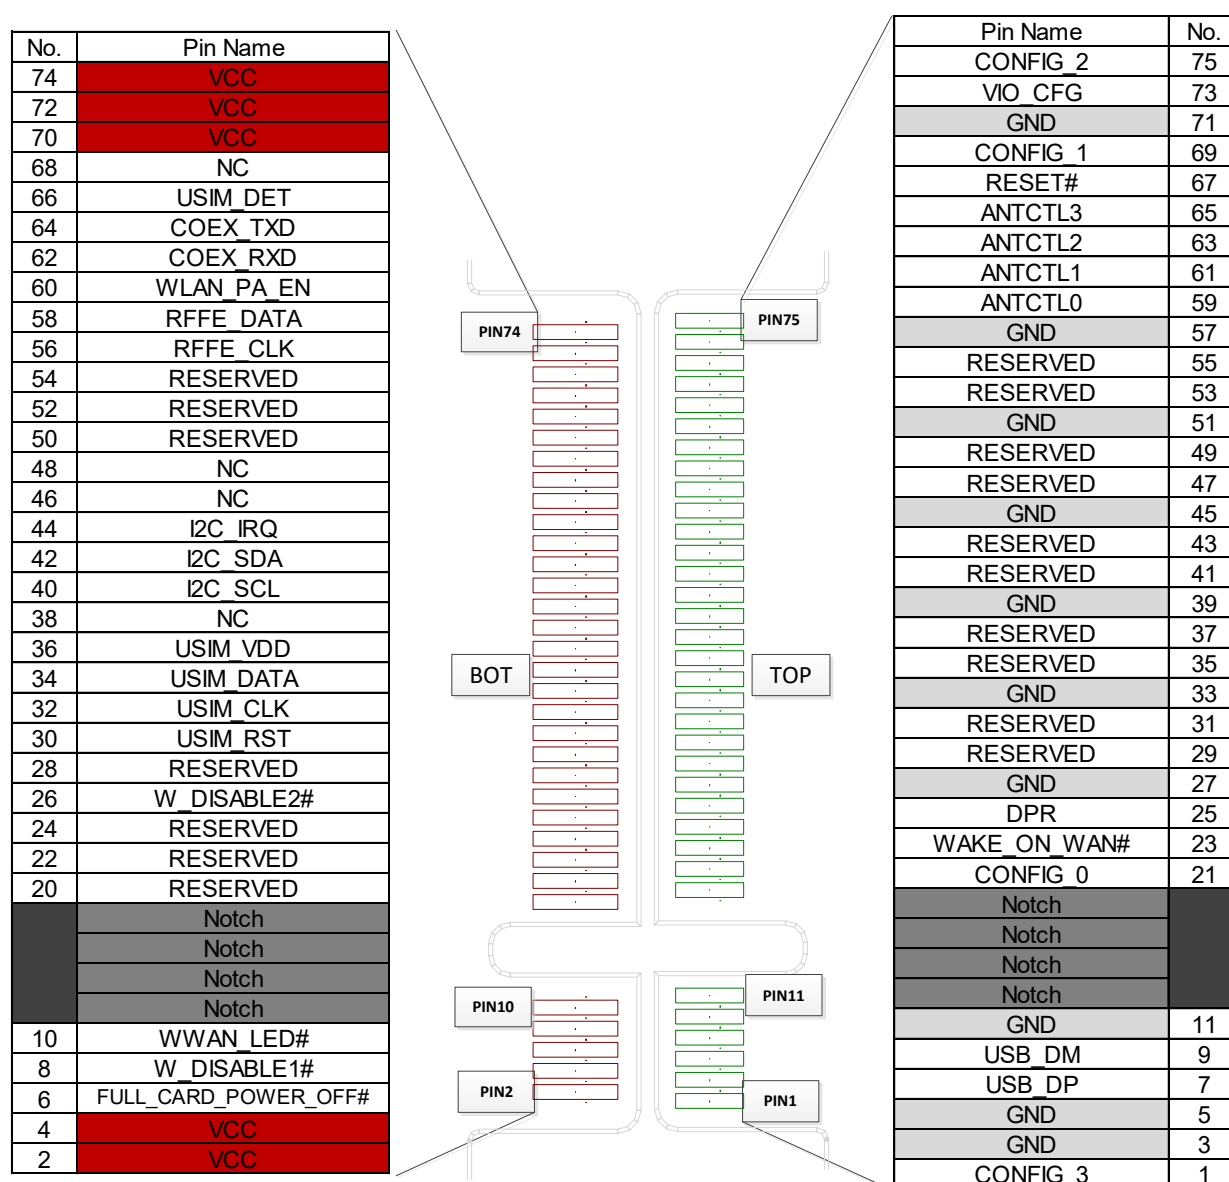 No. Pin Name
74 VCC
72 VCC
70 VCC
68 NC
66 USIM_DET
64 COEX_TXD
62 COEX_RXD
60 WLAN_PA_EN
58 RFFE_DATA
56 RFFE_CLK
54 RESERVED
52 RESERVED
50 RESERVED
48 NC
46 NC
44 I2C_IRQ
42 I2C_SDA
40 I2C_SCL
38 NC
36 USIM_VDD
34 USIM_DATA
32 USIM_CLK
30 USIM_RST
28 RESERVED
26 W_DISABLE2#
24 RESERVED
22 RESERVED
20 RESERVED
Notch
Notch
Notch
Notch
10 WWAN_LED#
8 W_DISABLE1#
6 FULL_CARD_POWER_OFF#
4 VCC
2 VCC
PIN74
BOT
PIN10
PIN2
PIN75
TOP
PIN11
PIN1
Pin Name No.
CONFIG_2 75
VIO_CFG 73
GND 71
CONFIG_1 69
RESET# 67
ANTCTL3 65
ANTCTL2 63
ANTCTL1 61
ANTCTL0 59
GND 57
RESERVED 55
RESERVED 53
GND 51
RESERVED 49
RESERVED 47
GND 45
RESERVED 43
RESERVED 41
GND 39
RESERVED 37
RESERVED 35
GND 33
RESERVED 31
RESERVED 29
GND 27
DPR 25
WAKE_ON_WAN# 23
CONFIG_0 21
Notch
Notch
Notch
Notch
GND 11
USB_DM 9
USB_DP 7
GND 5
GND 3
CONFIG_3 1